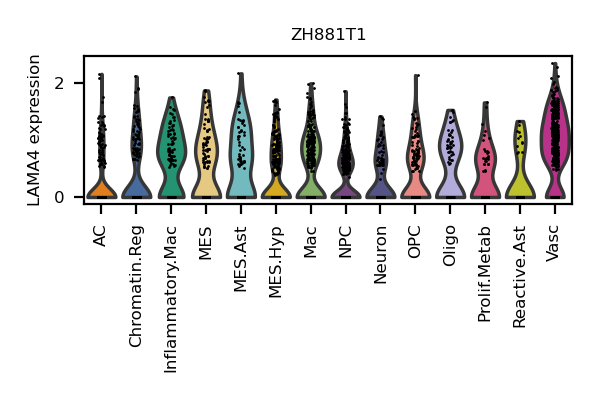 ZH881T1
LAMA4 expression
2
0
AC
Chromatin.Reg
Inflammatory.Mac
MES
MES.Ast
MES.Hyp
Mac
NPC
Neuron
OPC
Oligo
Prolif.Metab
Reactive.Ast
Vasc